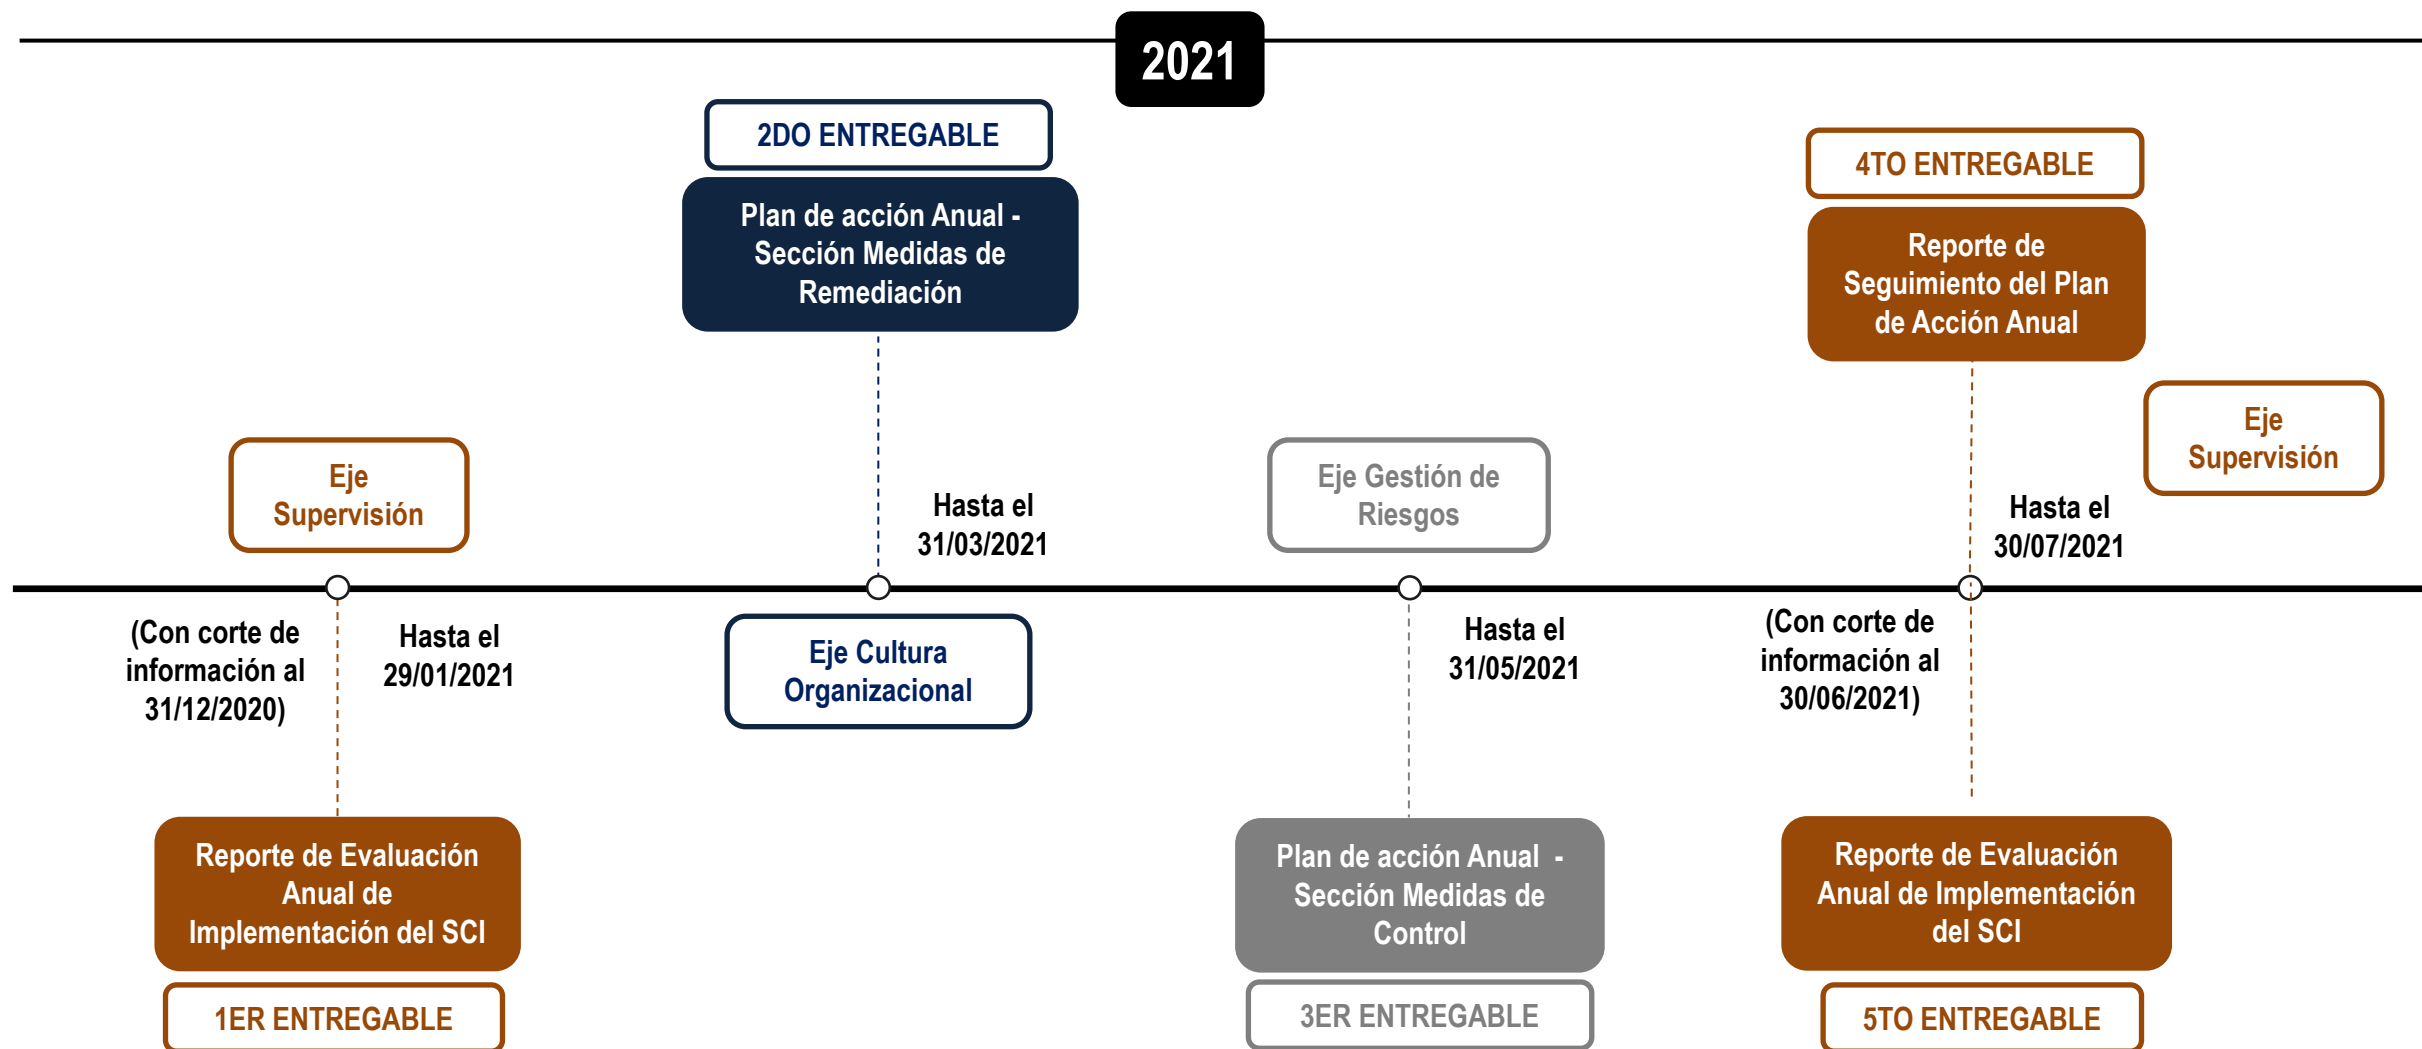 2021
2DO ENTREGABLE
Plan de acción Anual -
Sección Medidas de
Remediación
4TO ENTREGABLE
Reporte de
Seguimiento del Plan
de Acción Anual
Eje
Supervisión
Eje
Supervisión
Hasta el
31/03/2021
Eje Gestión de
Riesgos
Hasta el
30/07/2021
(Con corte de
información al
31/12/2020)
Hasta el
29/01/2021
Eje Cultura
Organizacional
Hasta el
31/05/2021
(Con corte de
información al
30/06/2021)
Reporte de Evaluación
Anual de
Implementación del SCI
1ER ENTREGABLE
Plan de acción Anual -
Sección Medidas de
Control
3ER ENTREGABLE
Reporte de Evaluación
Anual de Implementación
del SCI
5TO ENTREGABLE